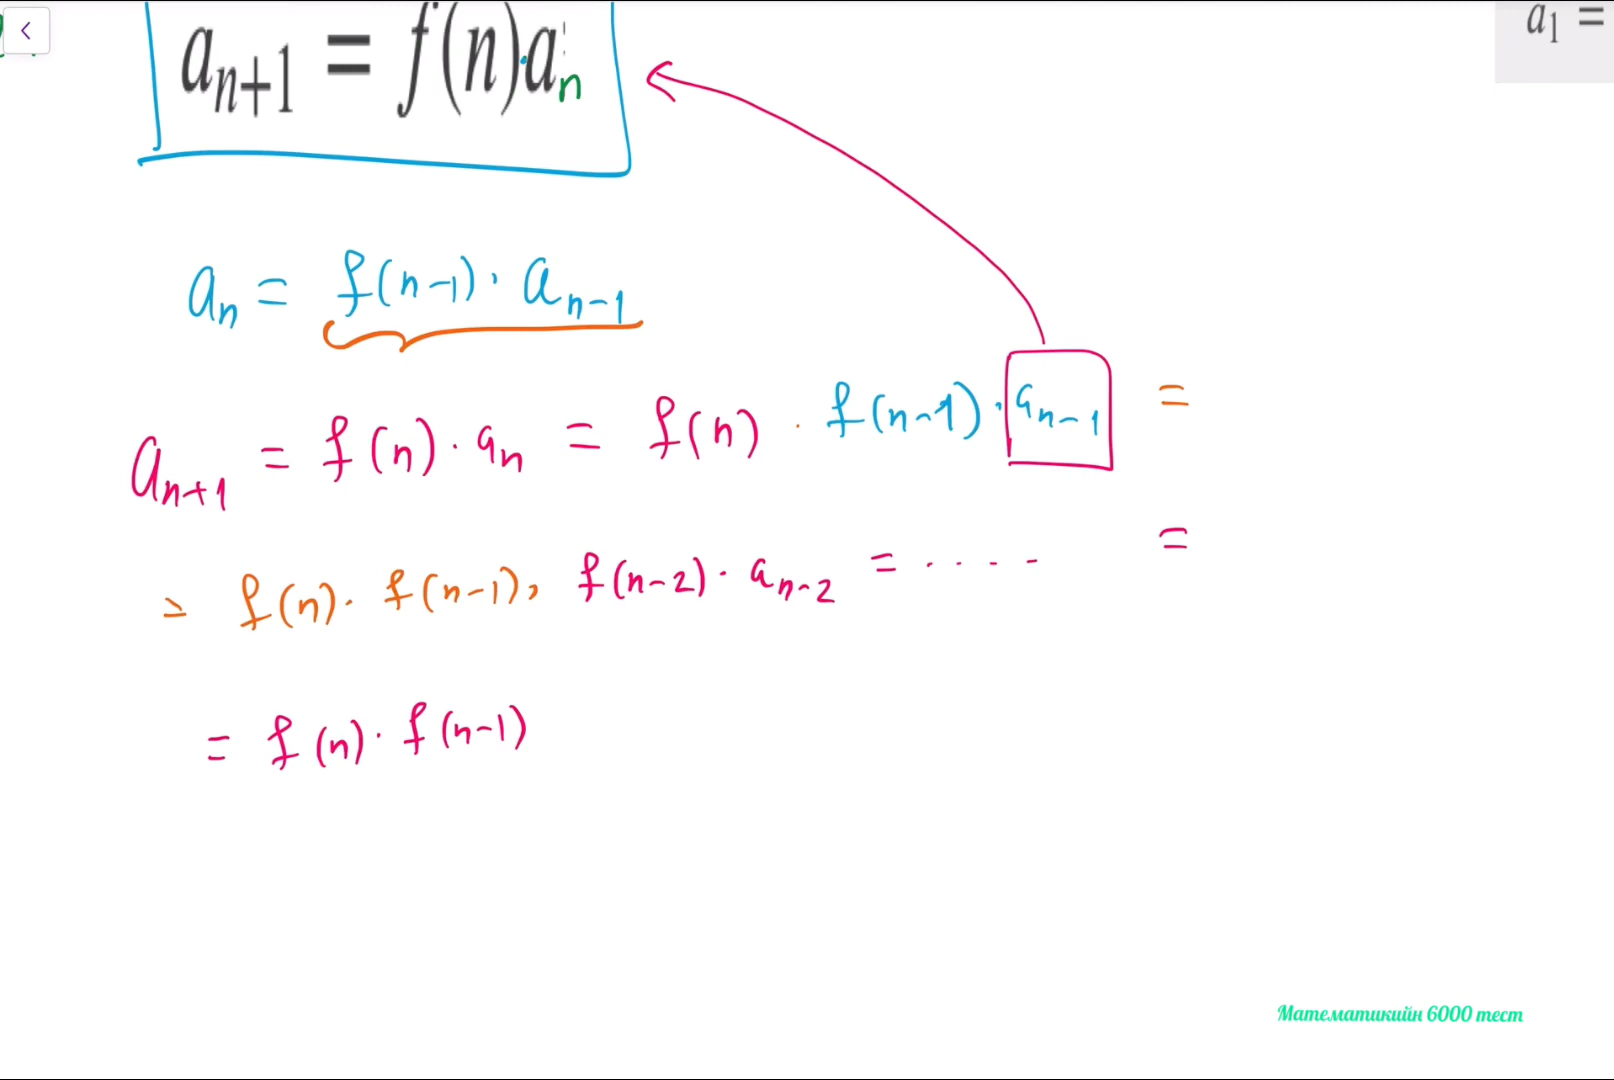 a_{n+1} = f(n)·a_n
a_1 =
a_n = f(n-1) · a_{n-1}
a_{n+1} = f(n) · a_n = f(n) · f(n-1) · a_{n-1} =
= f(n) · f(n-1), f(n-2) · a_{n-2} = .... =
= f(n) · f(n-1)
Математикийн 6000 тест